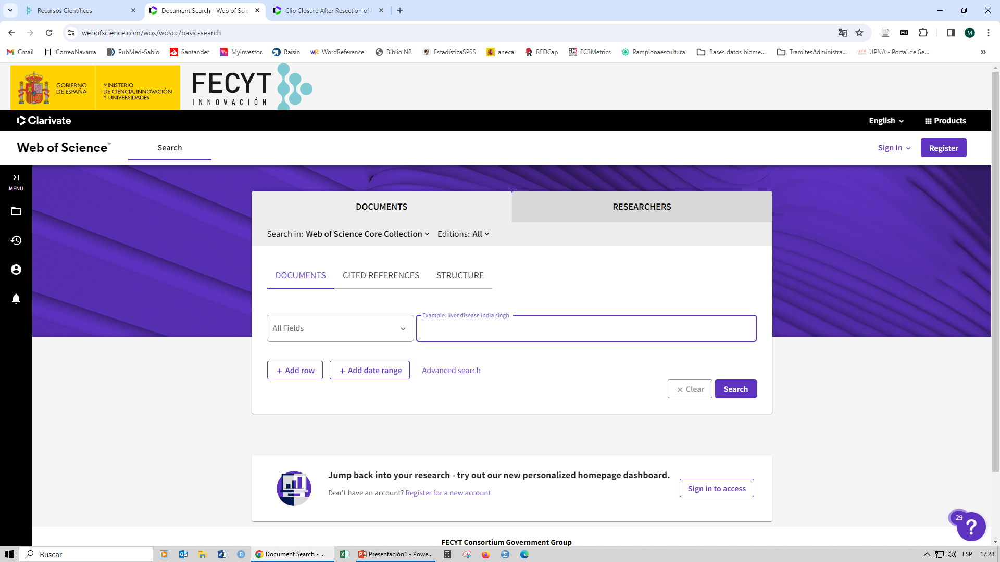 Recursos Científicos
Document Search - Web of Scie
Clip Closure After Resection of
webofscience.com/wos/woscc/basic-search
Gmail
CorreoNavarra
PubMed-Sabio
Santander
my MyInvestor
Raisin
WR WordReference
Biblio NB
EstadísticaSPSS
aneca
REDCap
EC3 EC3Metrics
Pamplonaescultura
Bases datos biome...
TramitesAdministra...
upna UPNA - Portal de Se...
M
GOBIERNO
DE ESPAÑA
MINISTERIO
DE CIENCIA, INNOVACIÓN
Y UNIVERSIDADES
FECYT
INNOVACIÓN
Clarivate
English
Products
Web of Science™
Search
Sign In
Register
MENU
DOCUMENTS
RESEARCHERS
Search in: Web of Science Core Collection Editions: All
DOCUMENTS
CITED REFERENCES
STRUCTURE
All Fields
Example: liver disease india singh
+ Add row
+ Add date range
Advanced search
× Clear
Search
Jump back into your research - try out our new personalized homepage dashboard.
Don't have an account? Register for a new account
Sign in to access
29
?
FECYT Consortium Government Group
Buscar
Document Search - ...
Presentación1 - Powe...
ESP
17:28